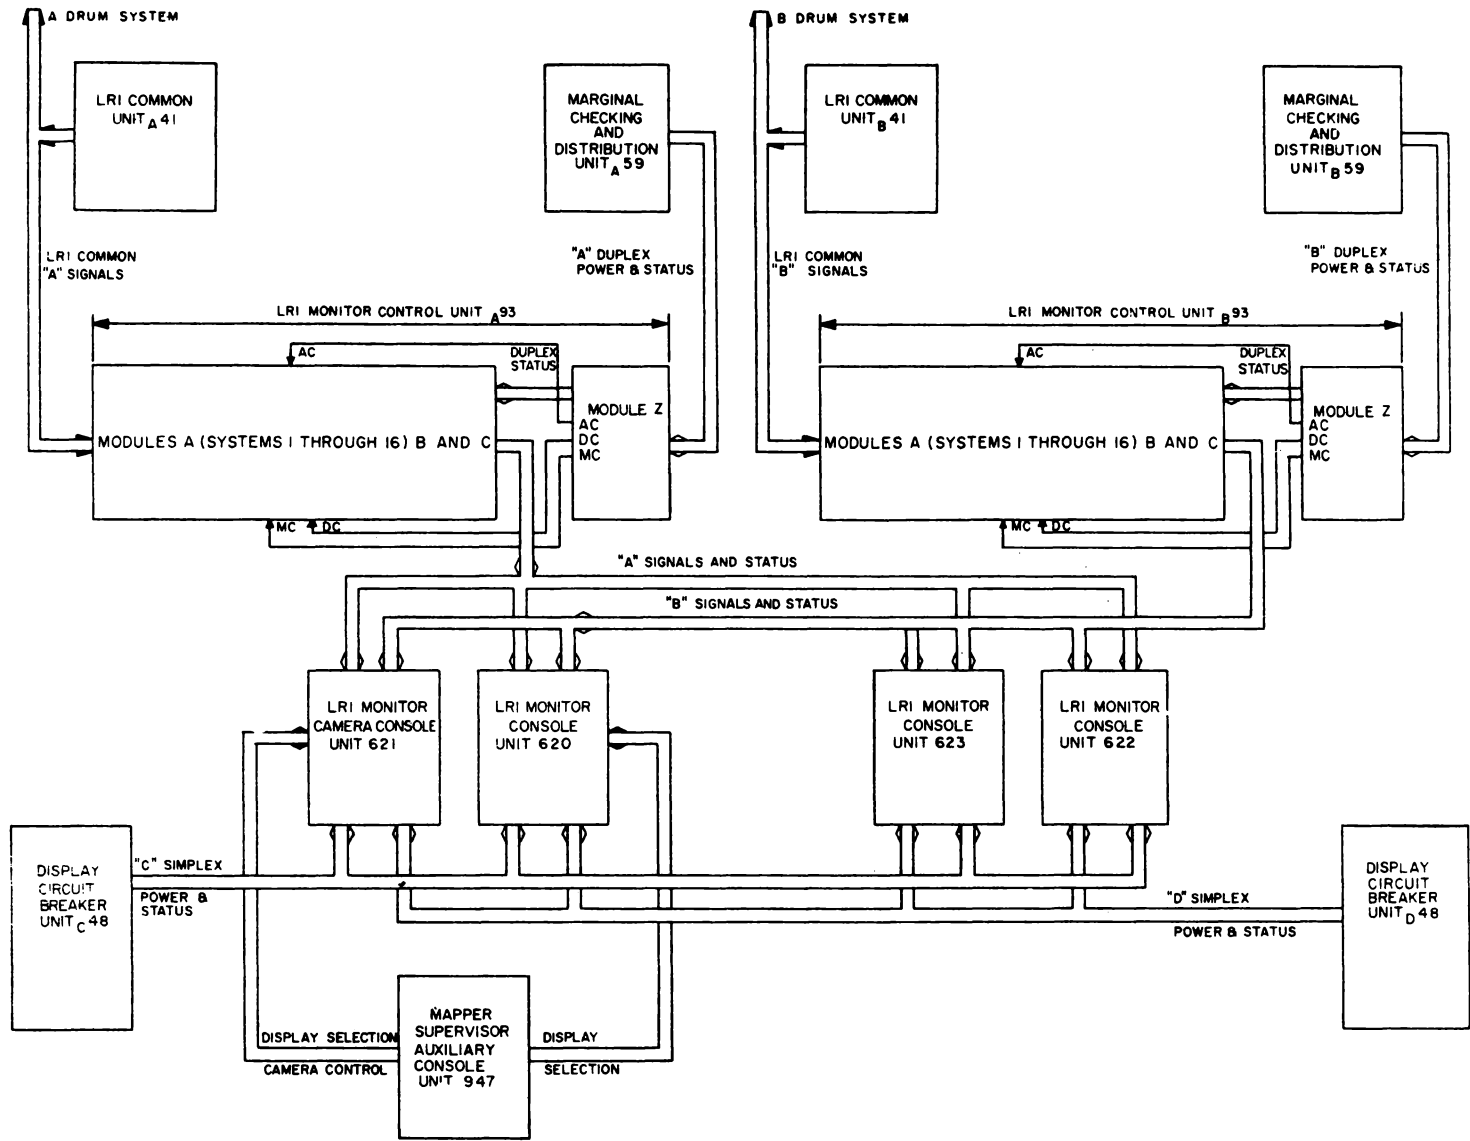 A DRUM SYSTEM
B DRUM SYSTEM
LRI COMMON
UNIT A 41
MARGINAL
CHECKING
AND
DISTRIBUTION
UNIT A 59
LRI COMMON
UNIT B 41
MARGINAL
CHECKING
AND
DISTRIBUTION
UNIT B 59
LRI COMMON
"A" SIGNALS
"A" DUPLEX
POWER & STATUS
LRI COMMON
"B" SIGNALS
"B" DUPLEX
POWER & STATUS
LRI MONITOR CONTROL UNIT A 93
LRI MONITOR CONTROL UNIT B 93
AC
DUPLEX
STATUS
AC
DUPLEX
STATUS
MODULES A (SYSTEMS I THROUGH 16) B AND C
MODULE Z
AC
DC
MC
MODULES A (SYSTEMS I THROUGH 16) B AND C
MODULE Z
AC
DC
MC
MC
DC
MC
DC
"A" SIGNALS AND STATUS
"B" SIGNALS AND STATUS
LRI MONITOR
CAMERA CONSOLE
UNIT 621
LRI MONITOR
CONSOLE
UNIT 620
LRI MONITOR
CONSOLE
UNIT 623
LRI MONITOR
CONSOLE
UNIT 622
DISPLAY
CIRCUIT
BREAKER
UNIT C 48
"C" SIMPLEX
POWER &
STATUS
"D" SIMPLEX
POWER & STATUS
DISPLAY
CIRCUIT
BREAKER
UNIT D 48
DISPLAY SELECTION
CAMERA CONTROL
MAPPER
SUPERVISOR
AUXILIARY
CONSOLE
UNIT 947
DISPLAY
SELECTION